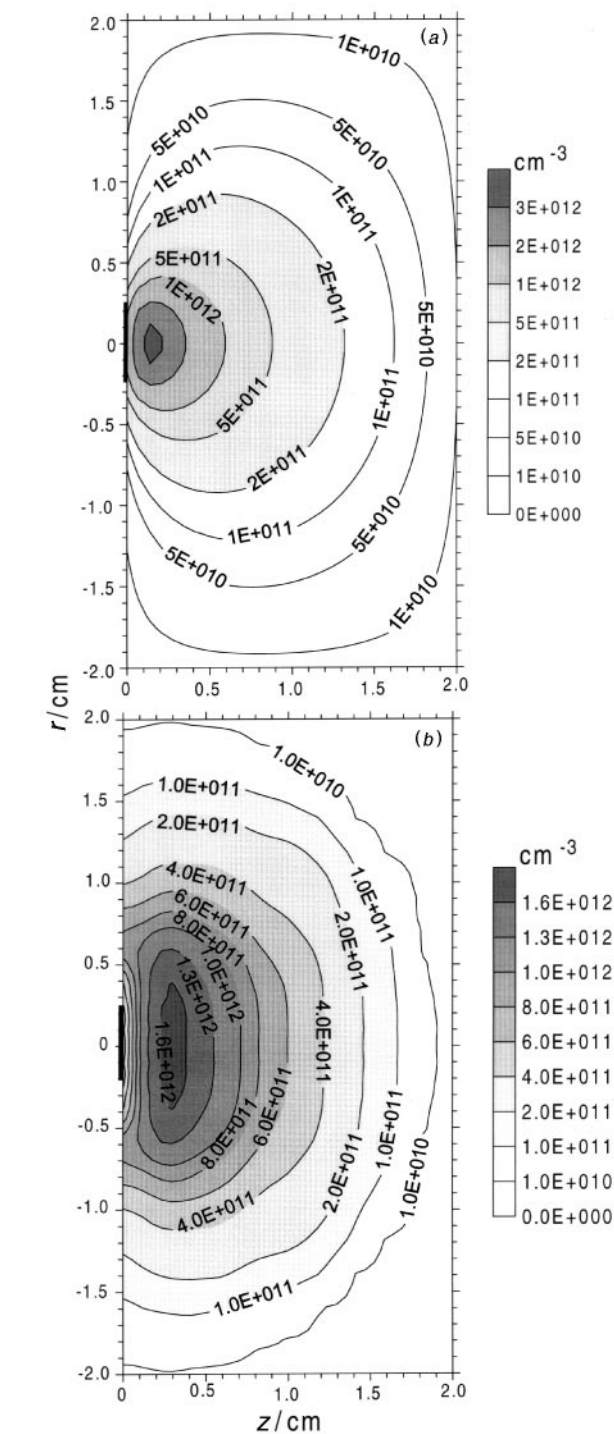 (a)
2.0
1.5
1.0
0.5
0
-0.5
-1.0
-1.5
-2.0
1E+010
5E+010
5E+010
1E+011
1E+011
2E+011
5E+011
2E+011
1E+012
5E+010
1E+011
5E+011
2E+011
1E+011
5E+010
5E+010
1E+010
0
0.5
1.0
1.5
2.0
cm-3
3E+012
2E+012
1E+012
5E+011
2E+011
1E+011
5E+010
1E+010
0E+000
r/cm
(b)
2.0
1.5
1.0
0.5
0
-0.5
-1.0
-1.5
-2.0
1.0E+010
1.0E+011
2.0E+011
4.0E+011
6.0E+011
8.0E+011
1.0E+012
1.3E+012
1.6E+012
1.0E+011
2.0E+011
4.0E+011
6.0E+011
8.0E+011
4.0E+011
2.0E+011
1.0E+011
1.0E+010
1.0E+011
0
0.5
1.0
1.5
2.0
z/cm
cm-3
1.6E+012
1.3E+012
1.0E+012
8.0E+011
6.0E+011
4.0E+011
2.0E+011
1.0E+011
1.0E+010
0.0E+000